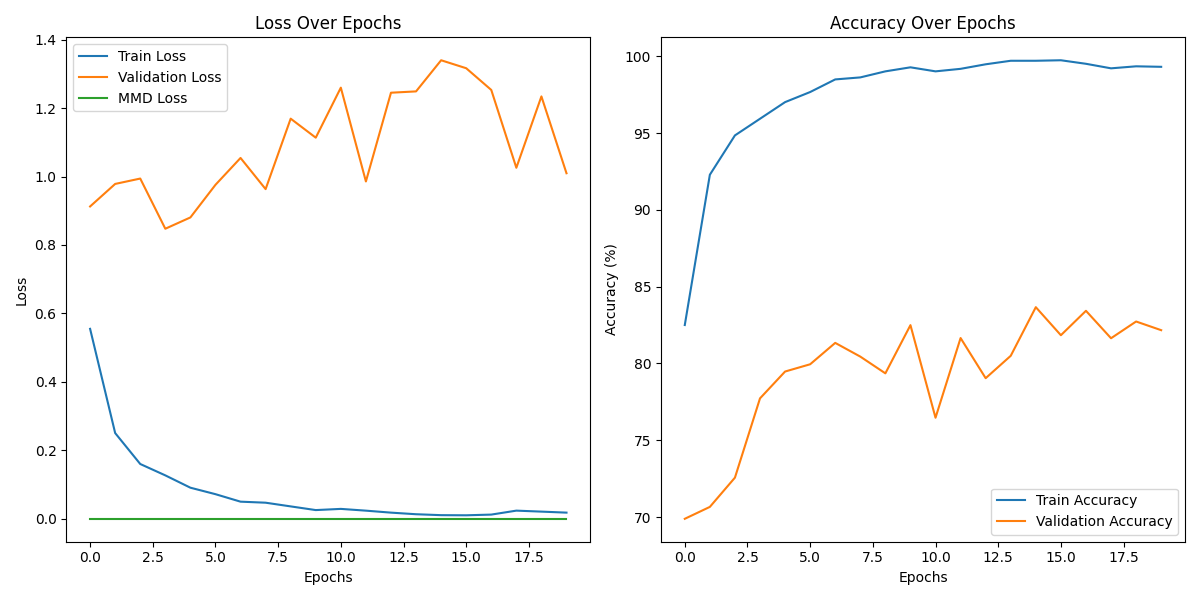 Loss Over Epochs
Train Loss
Validation Loss
MMD Loss
1.4
1.2
1.0
0.8
0.6
0.4
0.2
0.0
Loss
0.0 2.5 5.0 7.5 10.0 12.5 15.0 17.5
Epochs
Accuracy Over Epochs
100
95
90
85
80
75
70
Accuracy (%)
Train Accuracy
Validation Accuracy
0.0 2.5 5.0 7.5 10.0 12.5 15.0 17.5
Epochs